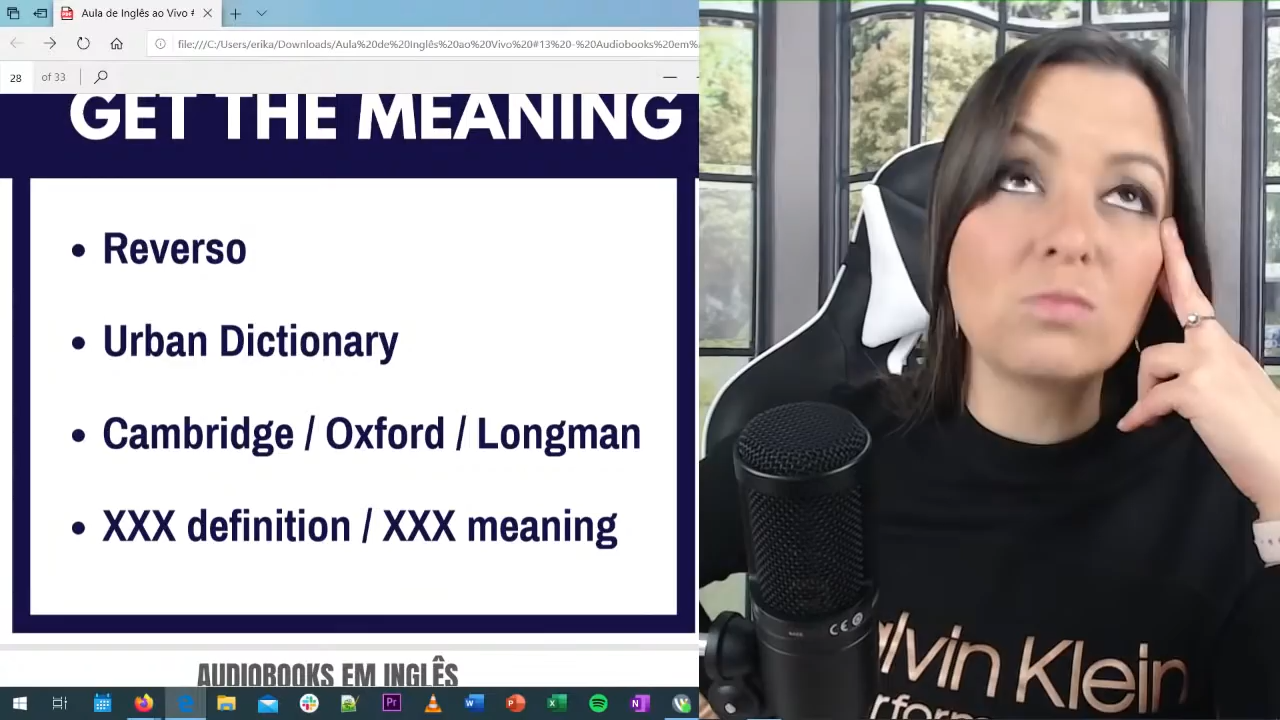 Aula de Inglês ao Vivo
file:///C:/Users/erika/Downloads/Aula%20de%20Inglês%20ao%20Vivo%20#13%20-%20Audiobooks%20em%
28 of 33
GET THE MEANING
• Reverso
• Urban Dictionary
• Cambridge / Oxford / Longman
• XXX definition / XXX meaning
AUDIOBOOKS EM INGLÊS
Calvin Klein
Pr